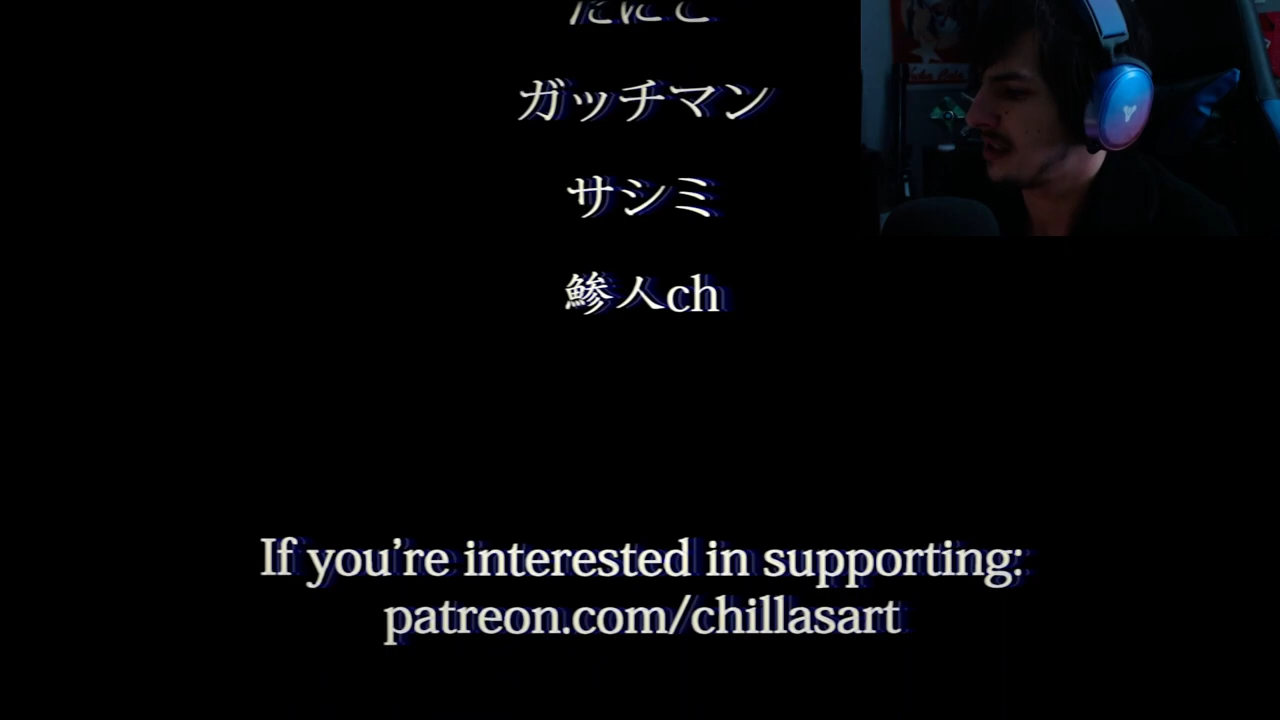 ガッチマン
サシミ
鯵人ch
If you're interested in supporting:
patreon.com/chillasart